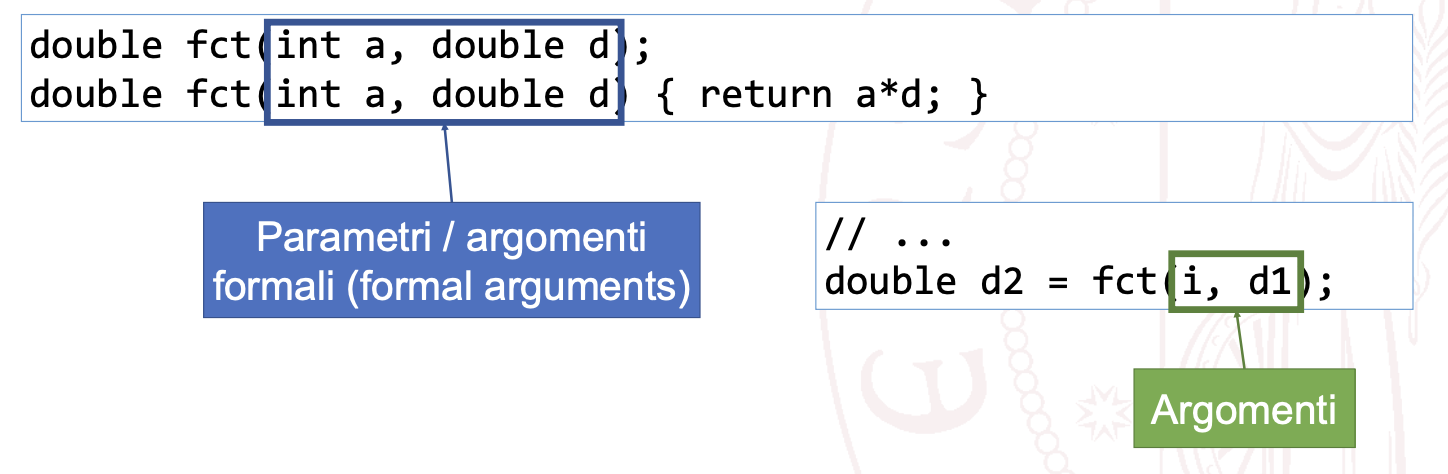 double fct(int a, double d);
double fct(int a, double d) { return a*d; }
Parametri / argomenti
formali (formal arguments)
// ...
double d2 = fct(i, d1);
Argomenti